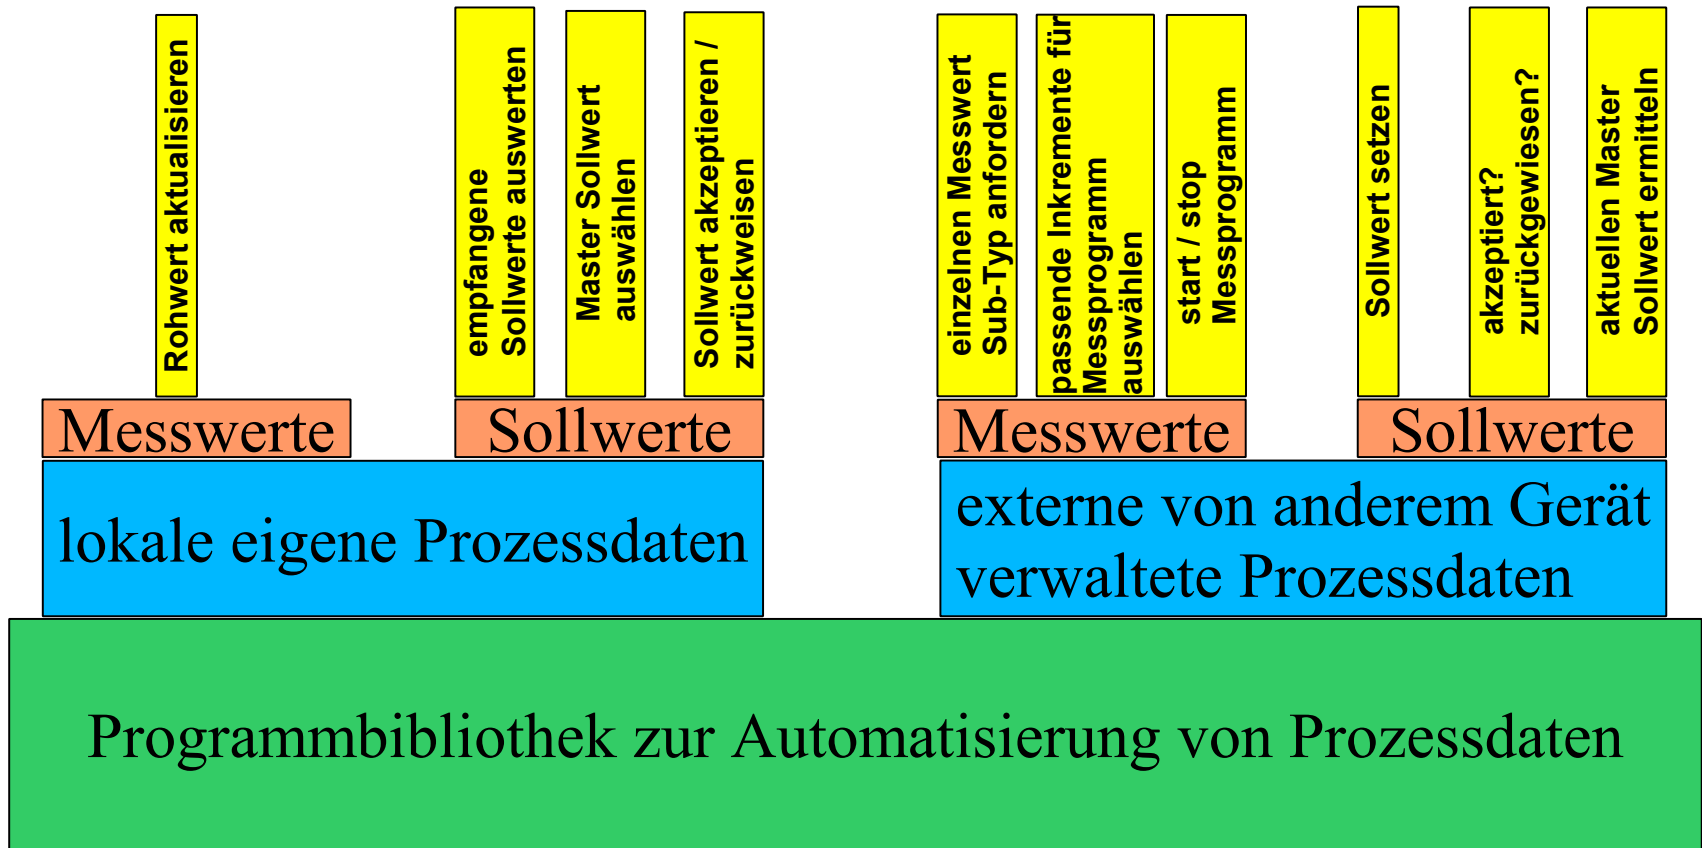 Rohwert aktualisieren
empfangene
Sollwerte auswerten
Master Sollwert
auswählen
Sollwert akzeptieren /
zurückweisen
einzelnen Messwert
Sub-Typ anfordern
passende Inkremente für
Messprogramm
auswählen
start / stop
Messprogramm
Sollwert setzen
akzeptiert?
zurückgewiesen?
aktuellen Master
Sollwert ermitteln
Messwerte
Sollwerte
Messwerte
Sollwerte
lokale eigene Prozessdaten
externe von anderem Gerät
verwaltete Prozessdaten
Programmbibliothek zur Automatisierung von Prozessdaten